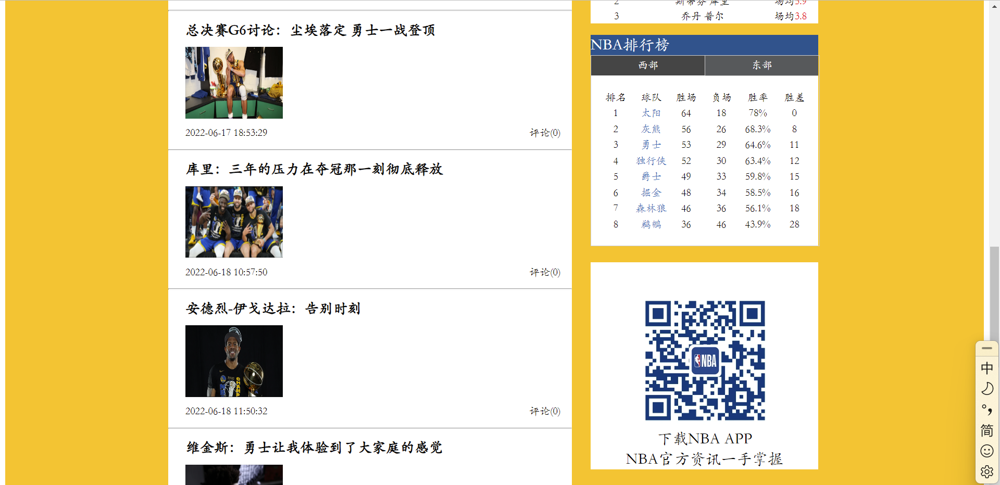 总决赛G6讨论：尘埃落定 勇士一战登顶
2022-06-17 18:53:29 评论(0)
库里：三年的压力在夺冠那一刻彻底释放
2022-06-18 10:57:50 评论(0)
安德烈-伊戈达拉：告别时刻
2022-06-18 11:50:32 评论(0)
维金斯：勇士让我体验到了大家庭的感觉
2 斯蒂芬 库里 场均5.9
3 乔丹 普尔 场均3.8
NBA排行榜
西部 东部
排名 球队 胜场 负场 胜率 胜差
1 太阳 64 18 78% 0
2 灰熊 56 26 68.3% 8
3 勇士 53 29 64.6% 11
4 独行侠 52 30 63.4% 12
5 爵士 49 33 59.8% 15
6 掘金 48 34 58.5% 16
7 森林狼 46 36 56.1% 18
8 鹈鹕 36 46 43.9% 28
NBA
下载NBA APP
NBA官方资讯一手掌握
中
简